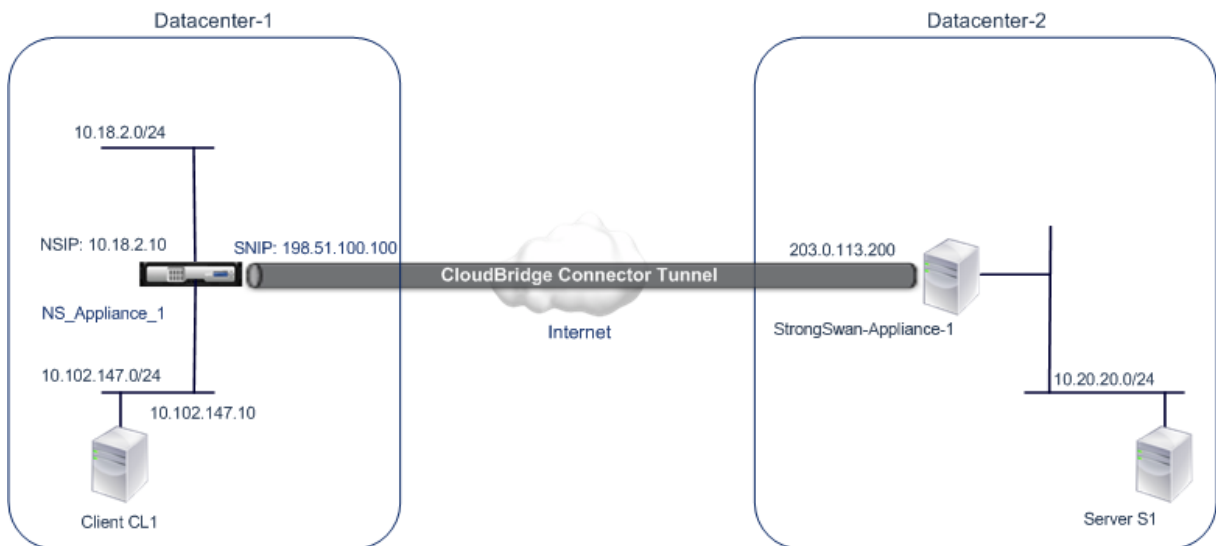 Datacenter-1
Datacenter-2
10.18.2.0/24
NSIP: 10.18.2.10
SNIP: 198.51.100.100
203.0.113.200
CloudBridge Connector Tunnel
NS_Appliance_1
Internet
StrongSwan-Appliance-1
10.102.147.0/24
10.20.20.0/24
10.102.147.10
Client CL1
Server S1